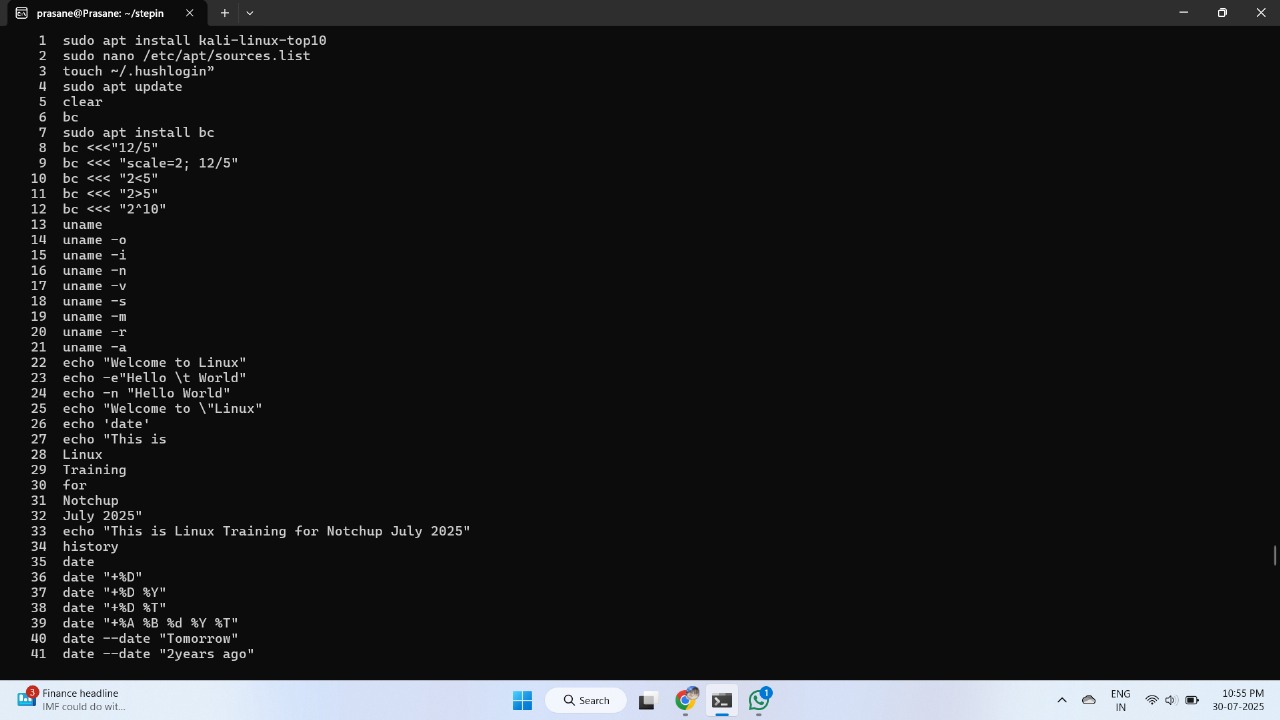 prasane@Prasane: ~/stepin
1 sudo apt install kali-linux-top10
2 sudo nano /etc/apt/sources.list
3 touch ~/.hushlogin”
4 sudo apt update
5 clear
6 bc
7 sudo apt install bc
8 bc <<<"12/5"
9 bc <<< "scale=2; 12/5"
10 bc <<< "2<5"
11 bc <<< "2>5"
12 bc <<< "2^10"
13 uname
14 uname -o
15 uname -i
16 uname -n
17 uname -v
18 uname -s
19 uname -m
20 uname -r
21 uname -a
22 echo "Welcome to Linux"
23 echo -e"Hello \t World"
24 echo -n "Hello World"
25 echo "Welcome to \"Linux"
26 echo 'date'
27 echo "This is
28 Linux
29 Training
30 for
31 Notchup
32 July 2025"
33 echo "This is Linux Training for Notchup July 2025"
34 history
35 date
36 date "+%D"
37 date "+%D %Y"
38 date "+%D %T"
39 date "+%A %B %d %Y %T"
40 date --date "Tomorrow"
41 date --date "2years ago"
3
Finance headline
IMF could do wit...
Search
1
ENG
IN
10:55 PM
30-07-2025